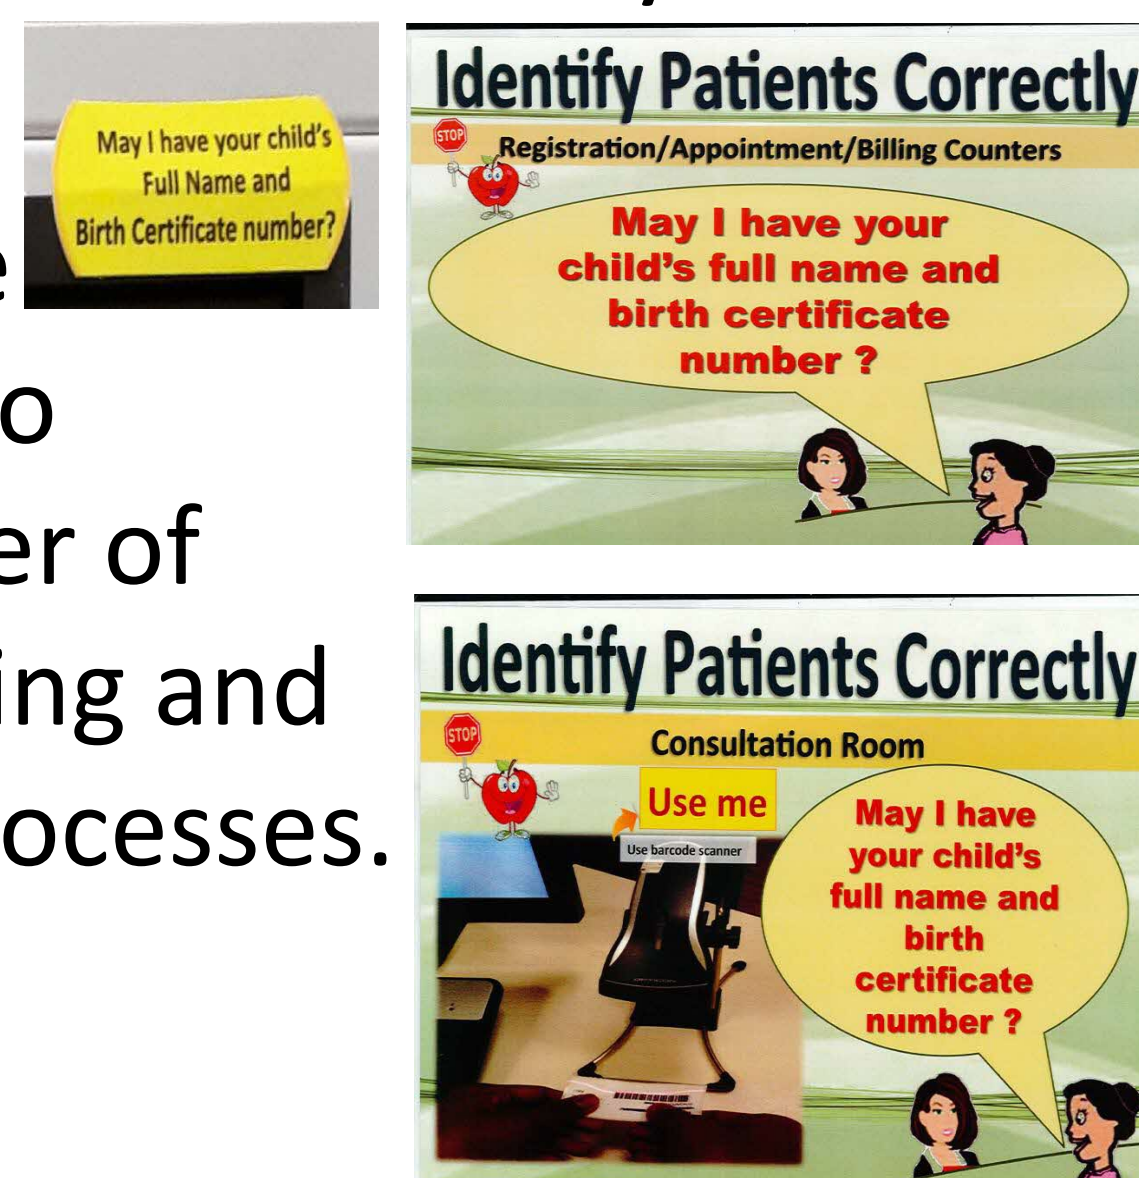 May I have your child's
Full Name and
Birth Certificate number?
o
er of
ing and
ocesses.
Identify Patients Correctly
STOP
Registration/Appointment/Billing Counters
May I have your
child's full name and
birth certificate
number ?
Identify Patients Correctly
STOP
Consultation Room
Use me
Use barcode scanner
May I have
your child's
full name and
birth
certificate
number ?